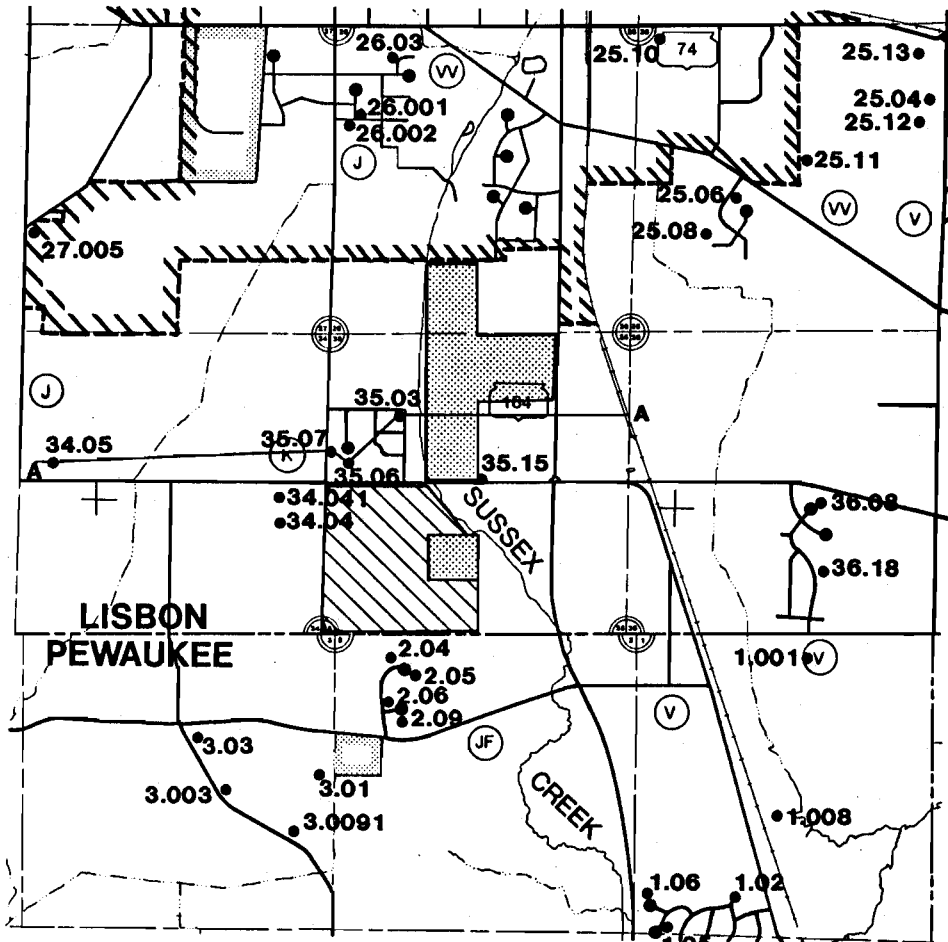 26.03
25.10
74
25.13
VV
26.001
25.04
26.002
25.12
J
25.11
25.06
VV
V
27.005
25.08
J
35.03
164
A
34.05
35.07
K
A
35.06
35.15
34.041
SUSSEX
36.08
34.04
36.18
LISBON
PEWAUKEE
2.04
1.001
V
2.05
2.06
V
2.09
3.03
JF
3.01
3.003
CREEK
1.008
3.0091
1.06
1.02